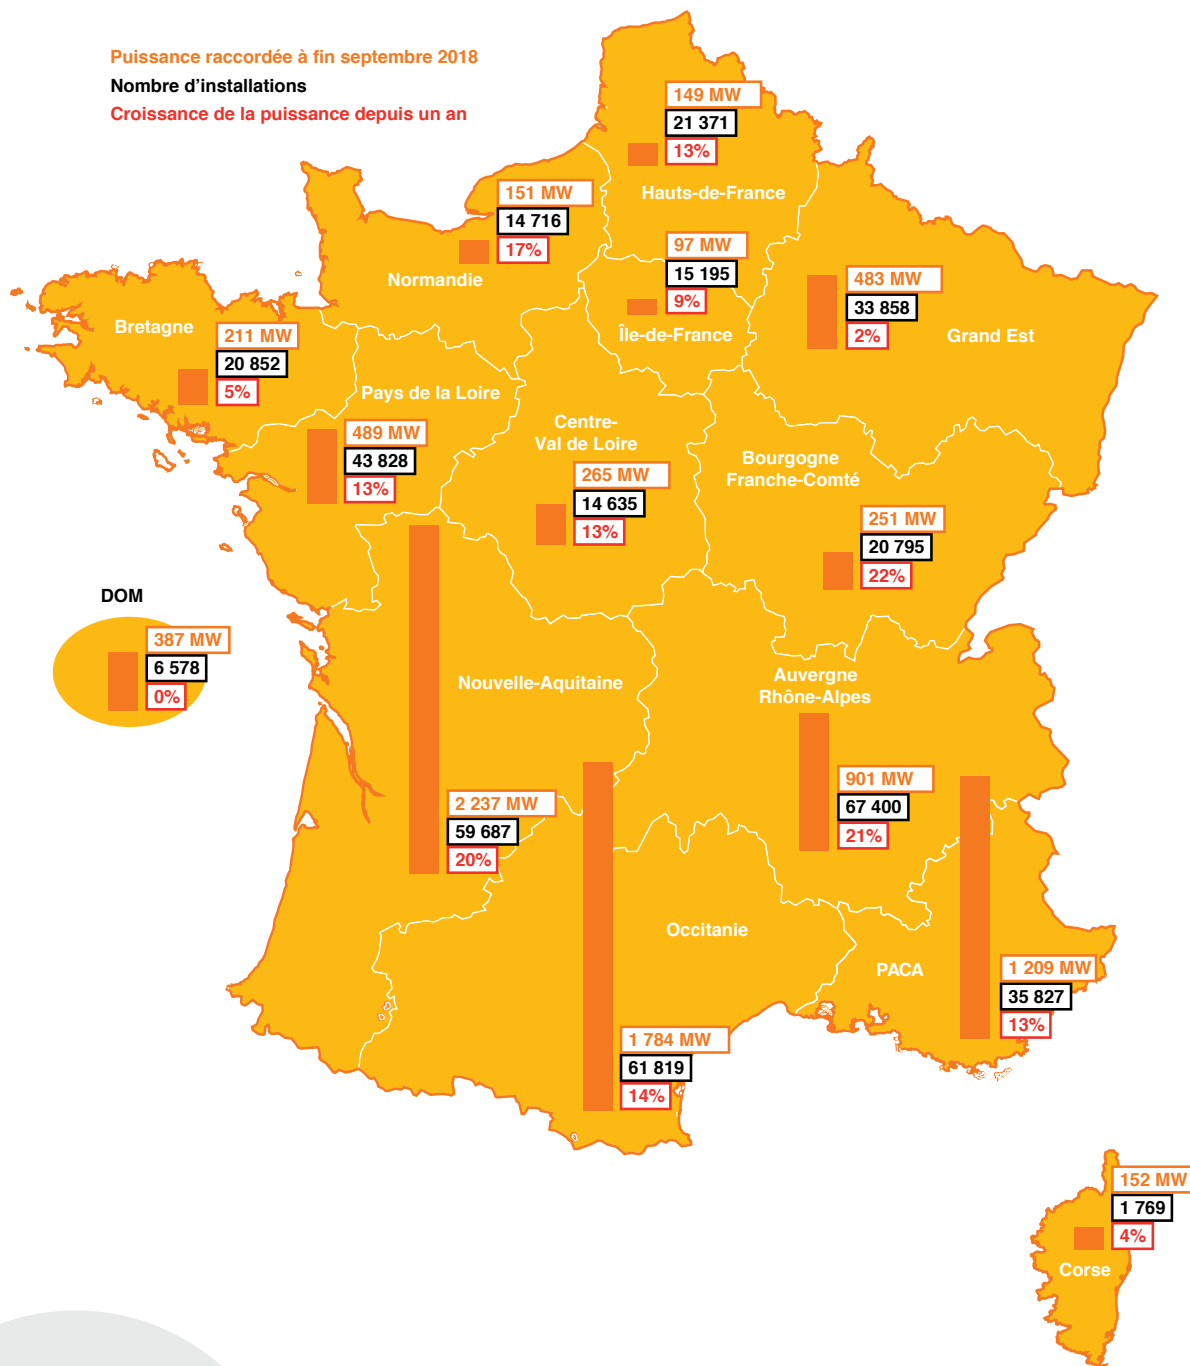 Puissance raccordée à fin septembre 2018
Nombre d'installations
Croissance de la puissance depuis un an
149 MW
21 371
13%
Hauts-de-France
151 MW
14 716
17%
Normandie
97 MW
15 195
9%
Île-de-France
483 MW
33 858
2%
Grand Est
Bretagne
211 MW
20 852
5%
Pays de la Loire
489 MW
43 828
13%
Centre-
Val de Loire
265 MW
14 635
13%
Bourgogne
Franche-Comté
251 MW
20 795
22%
DOM
387 MW
6 578
0%
Nouvelle-Aquitaine
2 237 MW
59 687
20%
Auvergne
Rhône-Alpes
901 MW
67 400
21%
Occitanie
1 784 MW
61 819
14%
PACA
1 209 MW
35 827
13%
152 MW
1 769
4%
Corse